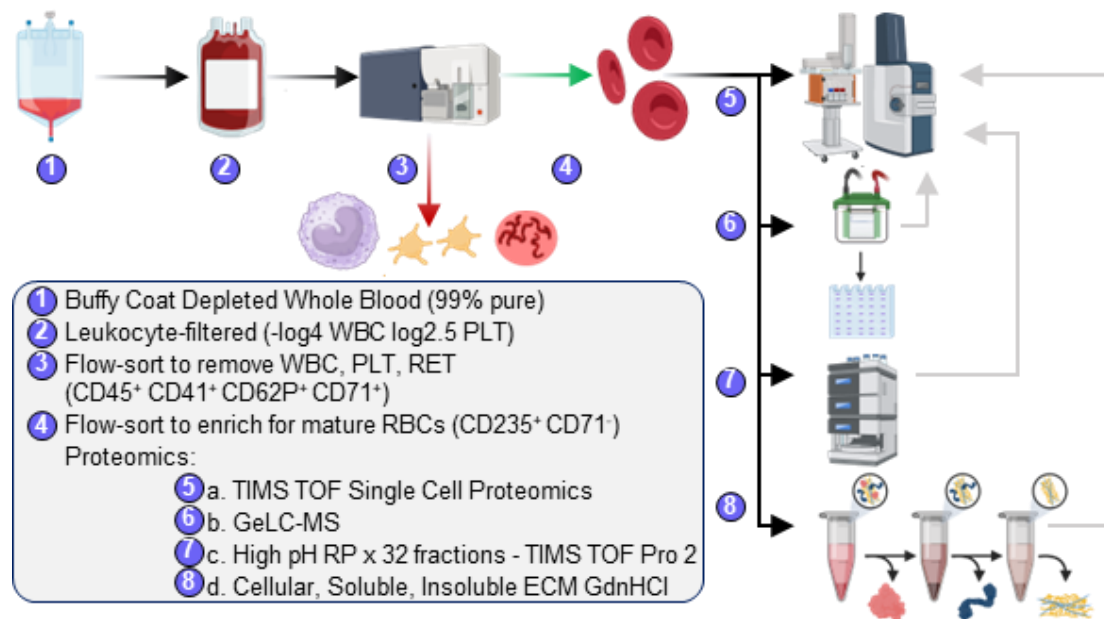 1
2
3
4
5
6
7
8
1 Buffy Coat Depleted Whole Blood (99% pure)
2 Leukocyte-filtered (-log4 WBC log2.5 PLT)
3 Flow-sort to remove WBC, PLT, RET
(CD45⁺ CD41⁺ CD62P⁺ CD71⁺)
4 Flow-sort to enrich for mature RBCs (CD235⁺ CD71⁻)
Proteomics:
5 a. TIMS TOF Single Cell Proteomics
6 b. GeLC-MS
7 c. High pH RP x 32 fractions - TIMS TOF Pro 2
8 d. Cellular, Soluble, Insoluble ECM GdnHCl